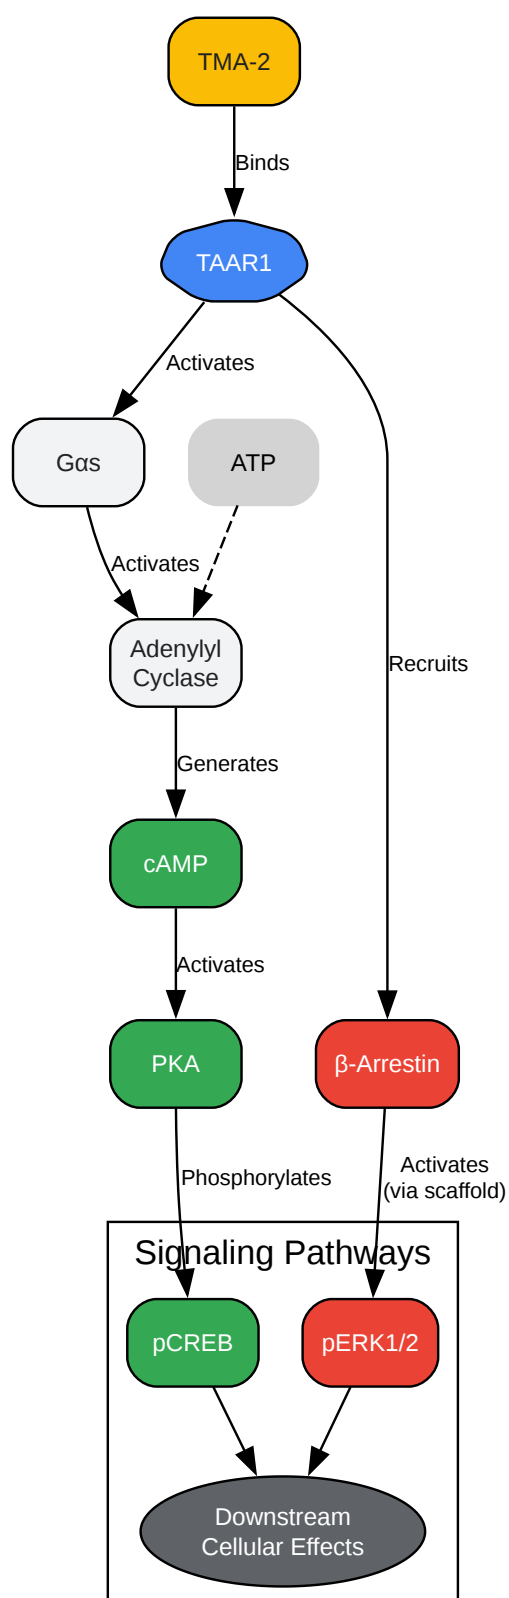 TMA-2
Binds
TAAR1
Activates
Gαs
ATP
Activates
Adenylyl
Cyclase
Recruits
Generates
cAMP
Activates
PKA
β-Arrestin
Phosphorylates
Activates
(via scaffold)
Signaling Pathways
pCREB
pERK1/2
Downstream
Cellular Effects